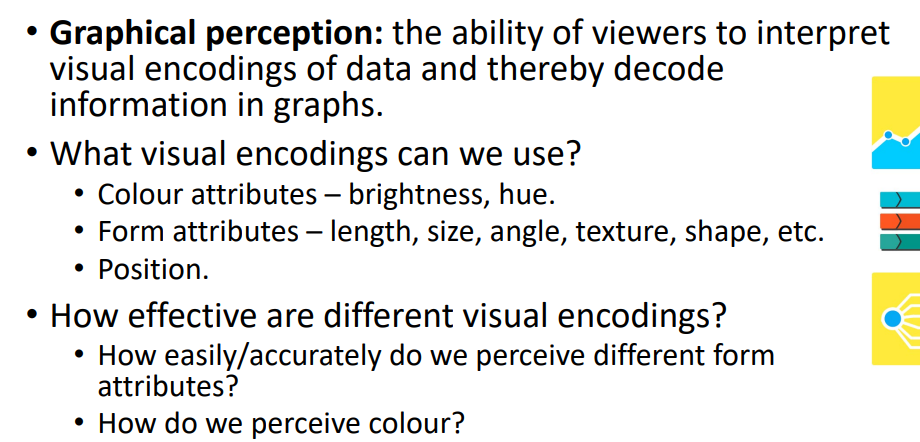 • Graphical perception: the ability of viewers to interpret
visual encodings of data and thereby decode
information in graphs.
• What visual encodings can we use?
• Colour attributes – brightness, hue.
• Form attributes – length, size, angle, texture, shape, etc.
• Position.
• How effective are different visual encodings?
• How easily/accurately do we perceive different form
attributes?
• How do we perceive colour?